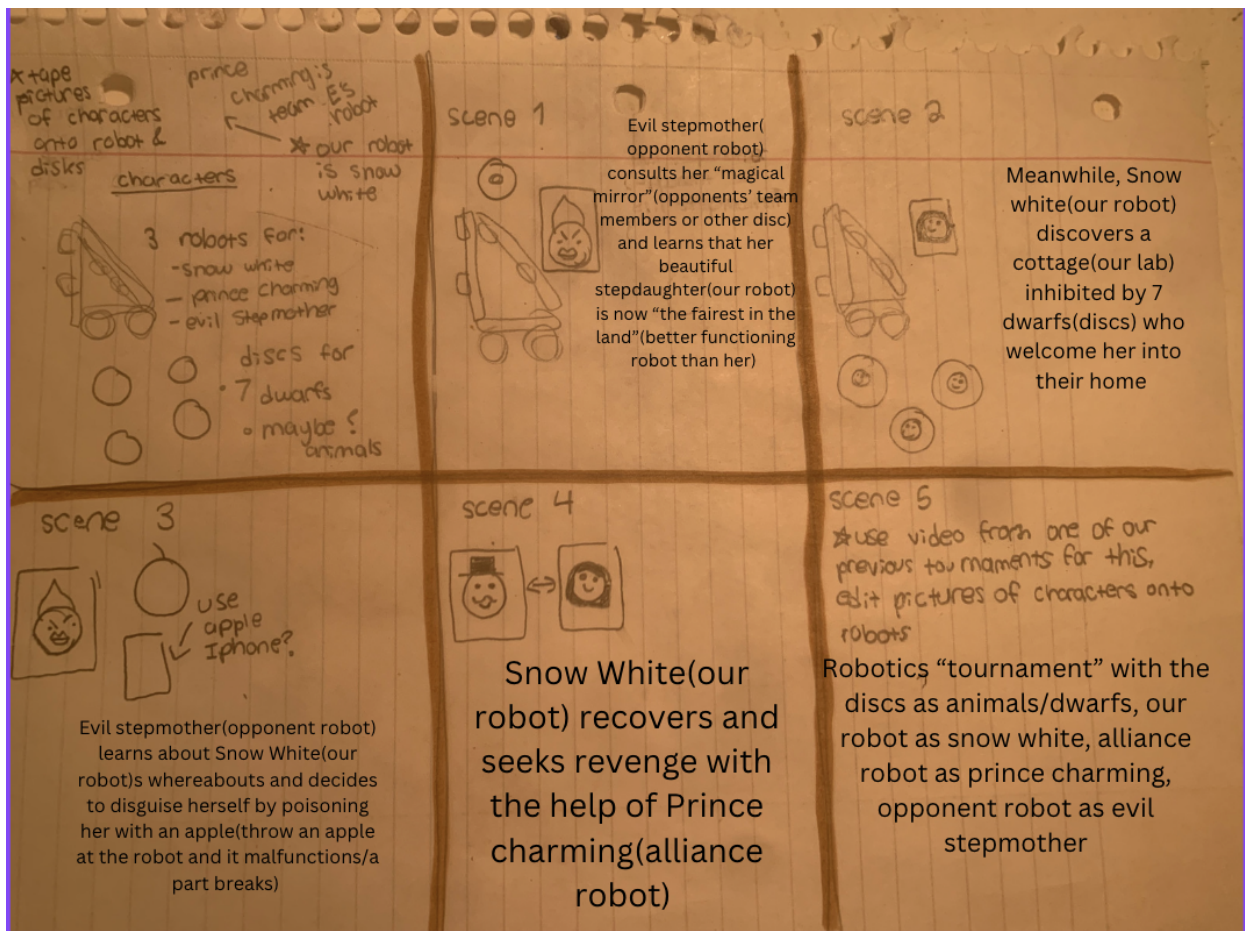 ★ tape
pictures
of characters
onto robot &
disks
prince
charming is
team E's
robot
★ our robot
is snow
white
characters
3 robots for:
- snow white
- prince charming
- evil stepmother
discs for
• 7 dwarfs
• maybe?
animals
scene 1
Evil stepmother(
opponent robot)
consults her “magical
mirror”(opponents’ team
members or other disc)
and learns that her
beautiful
stepdaughter(our robot)
is now “the fairest in the
land”(better functioning
robot than her)
scene 2
Meanwhile, Snow
white(our robot)
discovers a
cottage(our lab)
inhibited by 7
dwarfs(discs) who
welcome her into
their home
scene 3
use
apple
Iphone?
Evil stepmother(opponent robot)
learns about Snow White(our
robot)s whereabouts and decides
to disguise herself by poisoning
her with an apple(throw an apple
at the robot and it malfunctions/a
part breaks)
scene 4
Snow White(our
robot) recovers and
seeks revenge with
the help of Prince
charming(alliance
robot)
scene 5
★use video from one of our
previous tournaments for this,
edit pictures of characters onto
robots
Robotics “tournament” with the
discs as animals/dwarfs, our
robot as snow white, alliance
robot as prince charming,
opponent robot as evil
stepmother